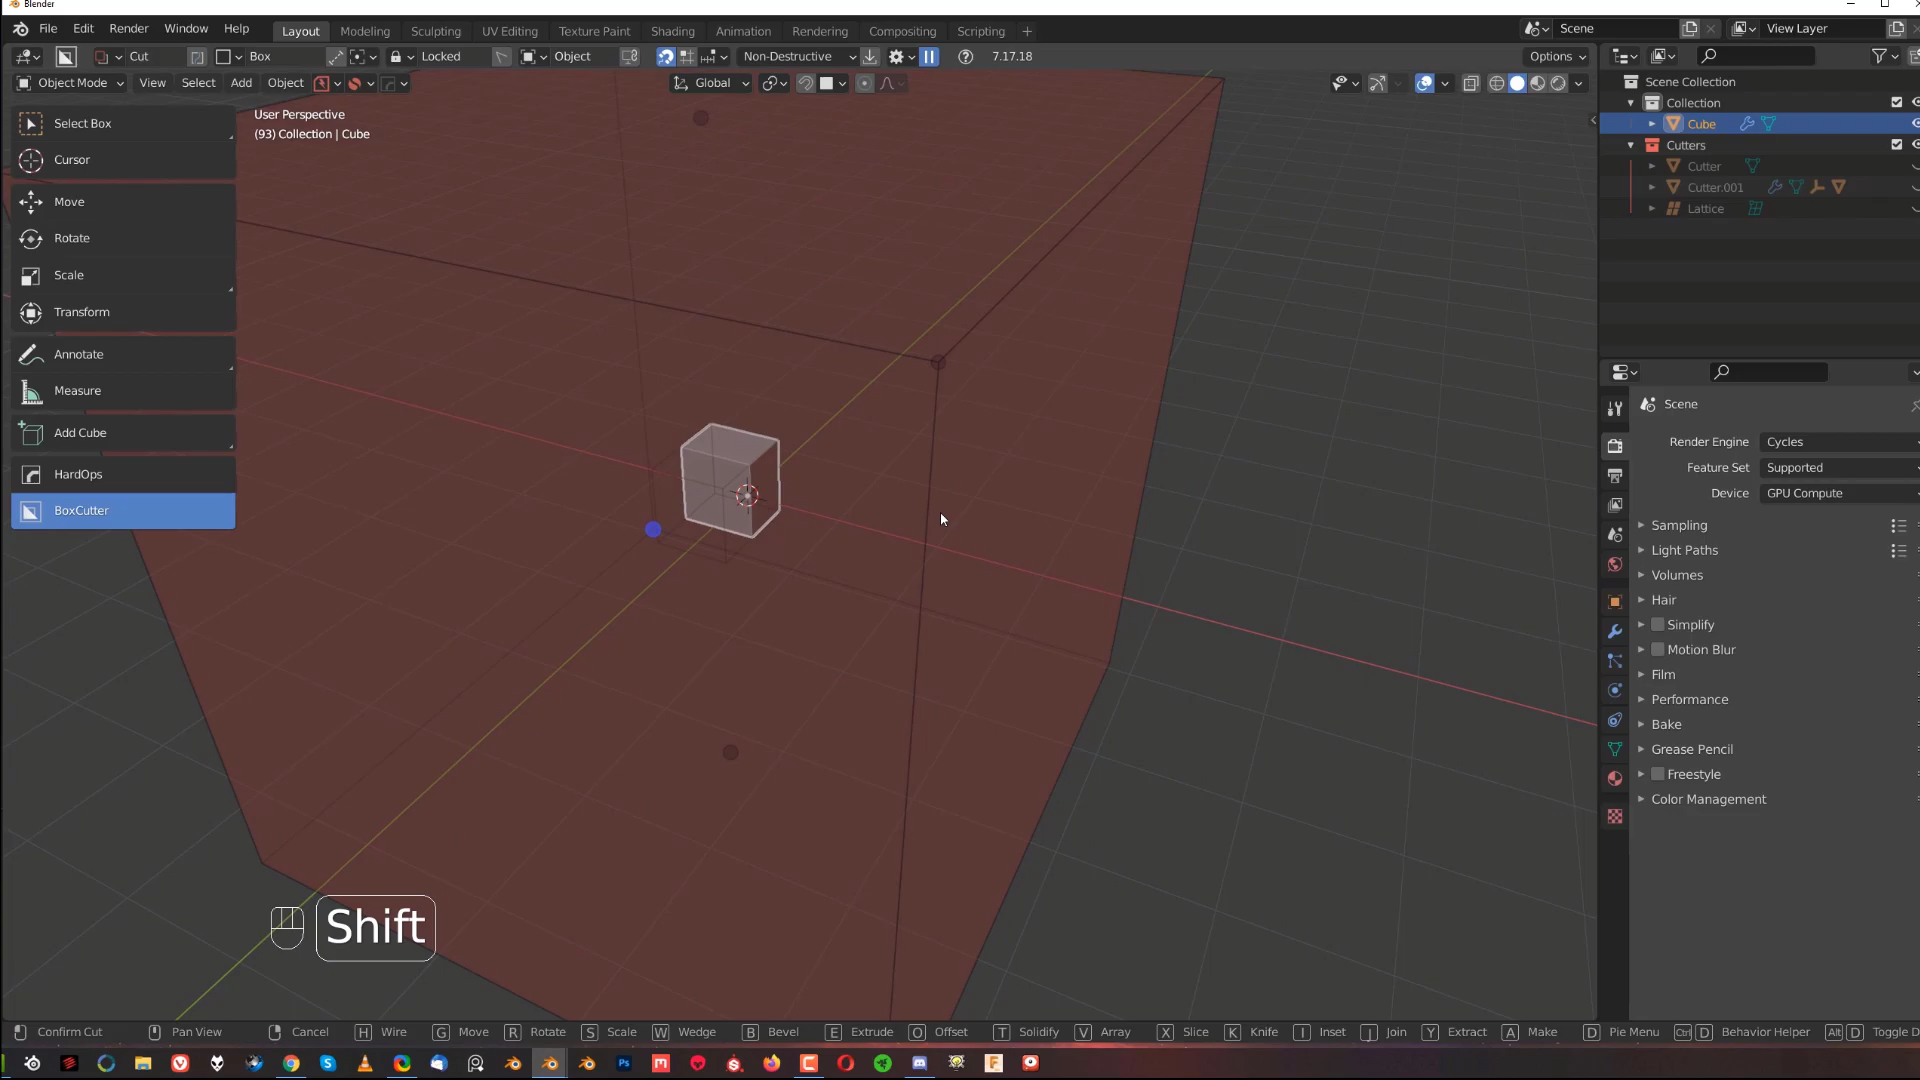 Blender
File Edit Render Window Help
Layout Modeling Sculpting UV Editing Texture Paint Shading Animation Rendering Compositing Scripting +
Scene View Layer
Cut Box Locked Object Non-Destructive 7.17.18 Options
Object Mode View Select Add Object Global
User Perspective
(93) Collection | Cube
Select Box
Cursor
Move
Rotate
Scale
Transform
Annotate
Measure
Add Cube
HardOps
BoxCutter
Scene Collection
Collection
Cube
Cutters
Cutter
Cutter.001
Lattice
Scene
Render Engine Cycles
Feature Set Supported
Device GPU Compute
Sampling
Light Paths
Volumes
Hair
Simplify
Motion Blur
Film
Performance
Bake
Grease Pencil
Freestyle
Color Management
Shift
Confirm Cut Pan View Cancel H Wire G Move R Rotate S Scale W Wedge B Bevel E Extrude O Offset T Solidify V Array X Slice K Knife I Inset J Join Y Extract A Make D Pie Menu Ctrl D Behavior Helper Alt D Toggle D